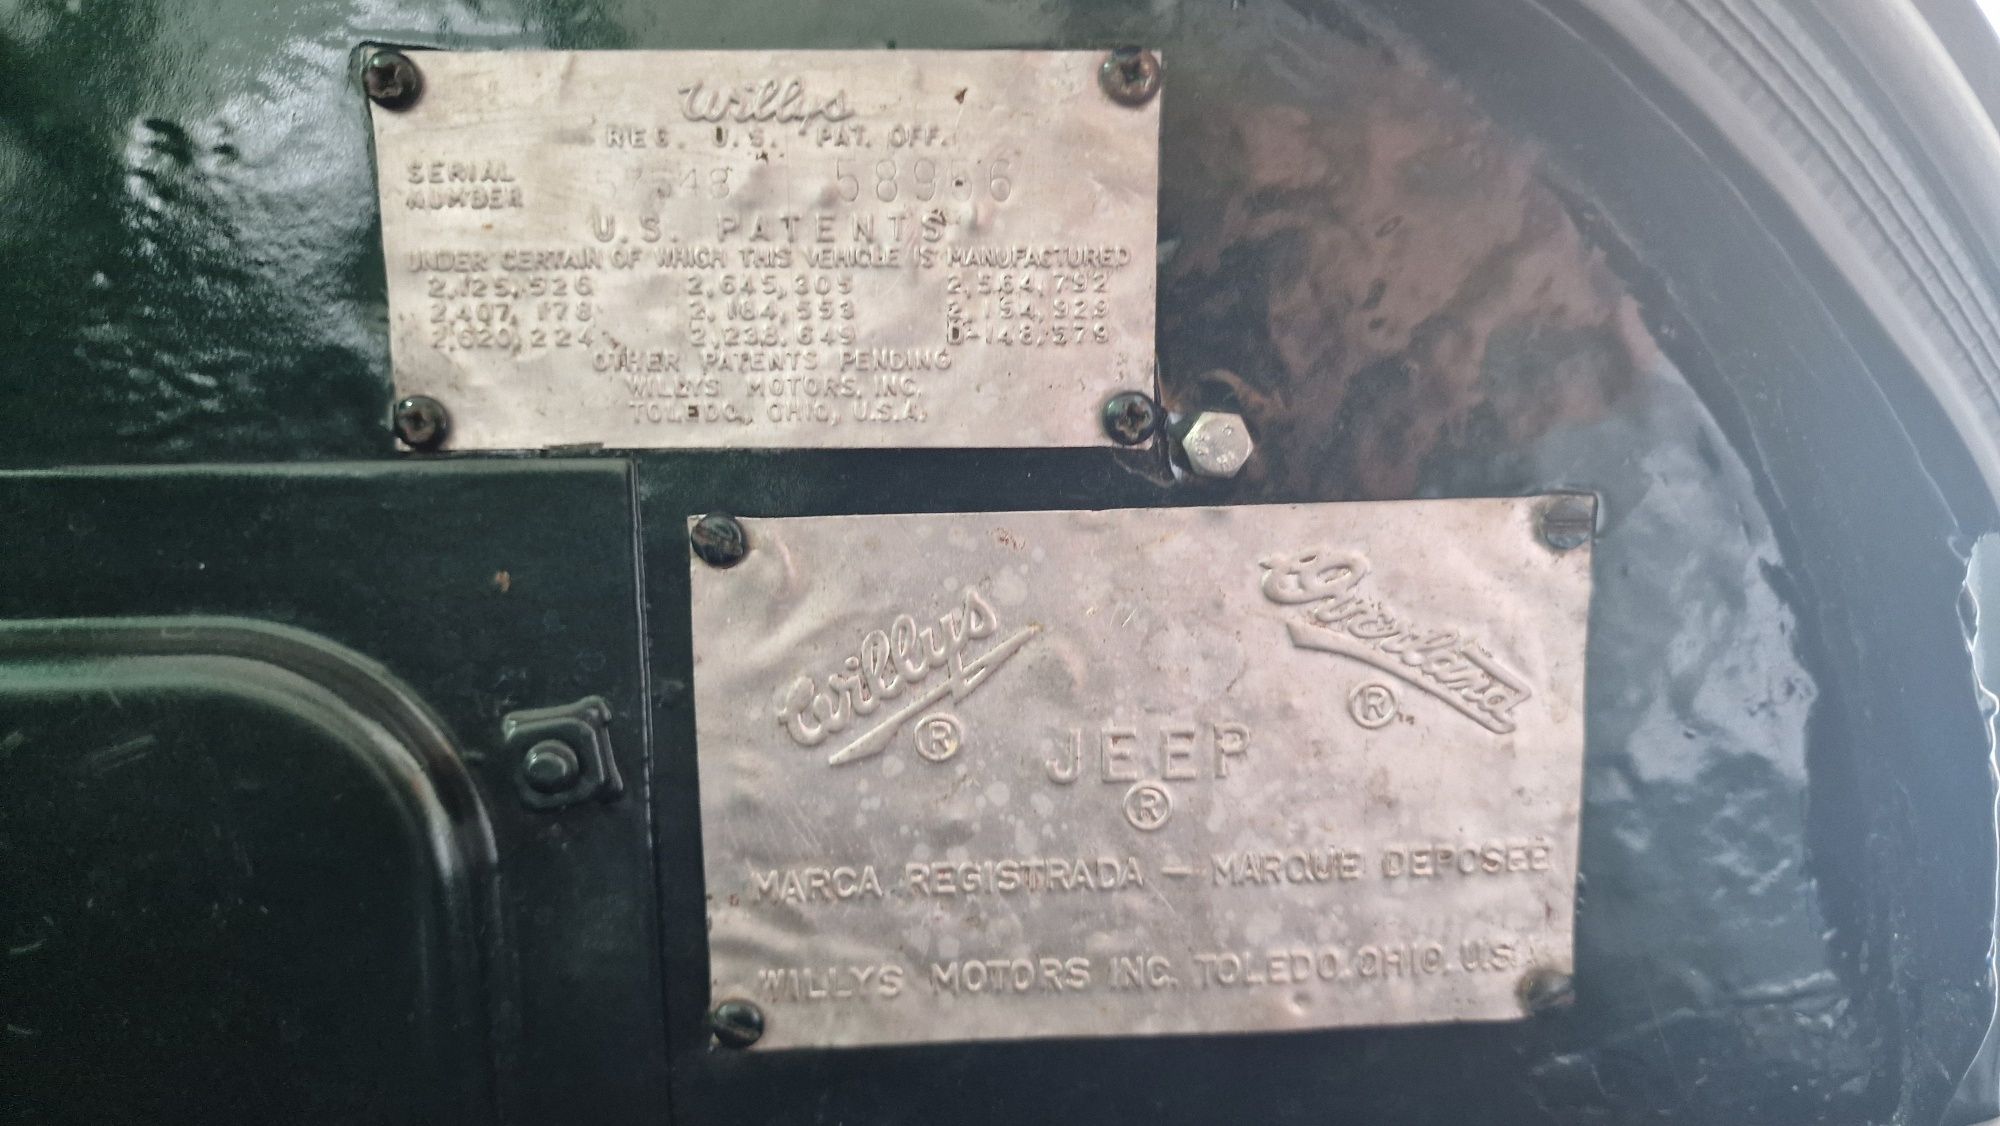 Willys
REG. U.S. PAT. OFF.
SERIAL
NUMBER 57548 58966
U.S. PATENTS
UNDER CERTAIN OF WHICH THIS VEHICLE IS MANUFACTURED
2,125,526 2,645,305 2,564,792
2,407,178 2,164,553 2,154,929
2,620,224 2,238,649 D-148,579
OTHER PATENTS PENDING
WILLYS MOTORS, INC.
TOLEDO, OHIO, U.S.A.
Willys ®
Overland ®
JEEP
®
MARCA REGISTRADA — MARQUE DEPOSEE
WILLYS MOTORS INC. TOLEDO. OHIO. U.S.A